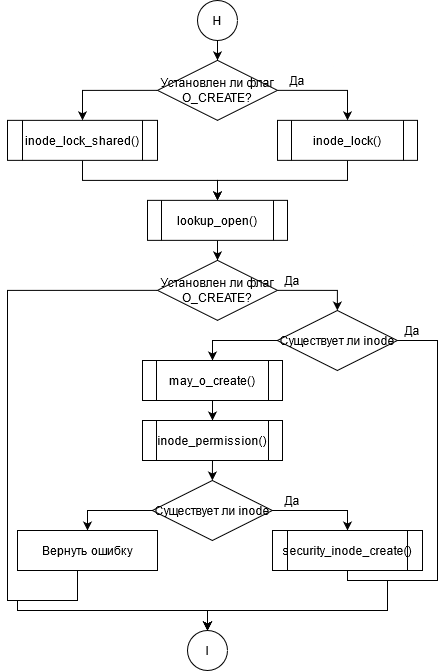 H
Установлен ли флаг
O_CREATE?
Да
inode_lock_shared()
inode_lock()
lookup_open()
Установлен ли флаг
O_CREATE?
Да
Существует ли inode
Да
may_o_create()
inode_permission()
Существует ли inode
Да
Вернуть ошибку
security_inode_create()
I